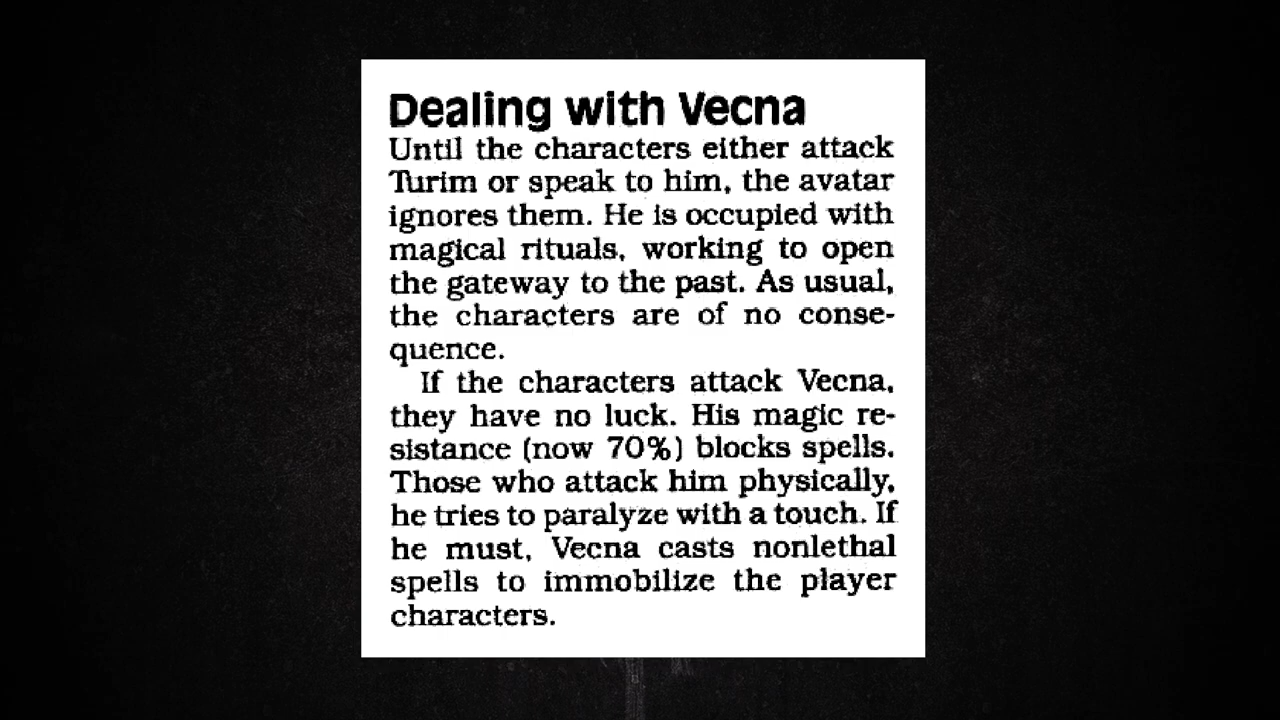 Dealing with Vecna
Until the characters either attack
Turim or speak to him, the avatar
ignores them. He is occupied with
magical rituals, working to open
the gateway to the past. As usual,
the characters are of no conse-
quence.
If the characters attack Vecna,
they have no luck. His magic re-
sistance (now 70%) blocks spells.
Those who attack him physically,
he tries to paralyze with a touch. If
he must, Vecna casts nonlethal
spells to immobilize the player
characters.